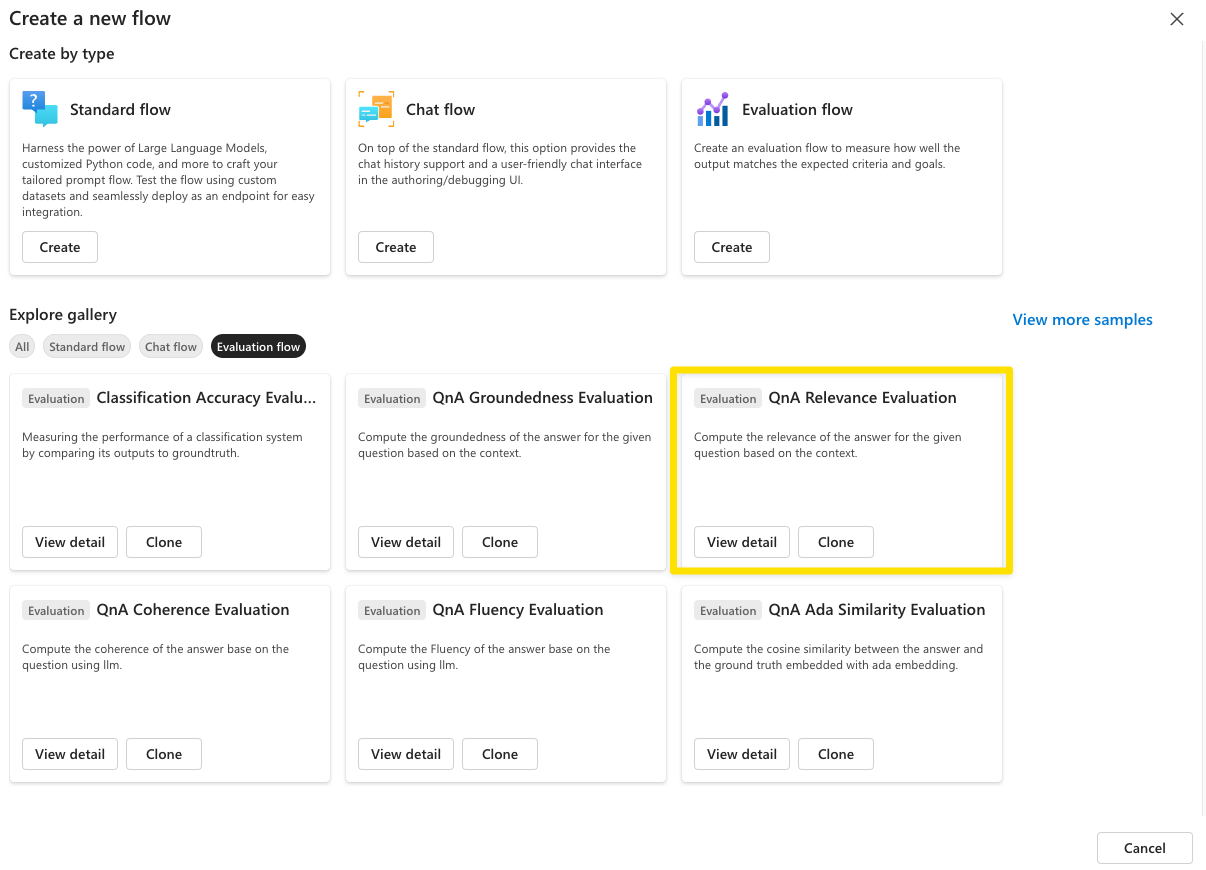 Create a new flow
Create by type
?
Standard flow
Harness the power of Large Language Models,
customized Python code, and more to craft your
tailored prompt flow. Test the flow using custom
datasets and seamlessly deploy as an endpoint for easy
integration.
Create
Chat flow
On top of the standard flow, this option provides the
chat history support and a user-friendly chat interface
in the authoring/debugging UI.
Create
Evaluation flow
Create an evaluation flow to measure how well the
output matches the expected criteria and goals.
Create
Explore gallery
View more samples
All Standard flow Chat flow Evaluation flow
Evaluation Classification Accuracy Evalu...
Measuring the performance of a classification system
by comparing its outputs to groundtruth.
View detail Clone
Evaluation QnA Groundedness Evaluation
Compute the groundedness of the answer for the given
question based on the context.
View detail Clone
Evaluation QnA Relevance Evaluation
Compute the relevance of the answer for the given
question based on the context.
View detail Clone
Evaluation QnA Coherence Evaluation
Compute the coherence of the answer base on the
question using llm.
View detail Clone
Evaluation QnA Fluency Evaluation
Compute the Fluency of the answer base on the
question using llm.
View detail Clone
Evaluation QnA Ada Similarity Evaluation
Compute the cosine similarity between the answer and
the ground truth embedded with ada embedding.
View detail Clone
Cancel